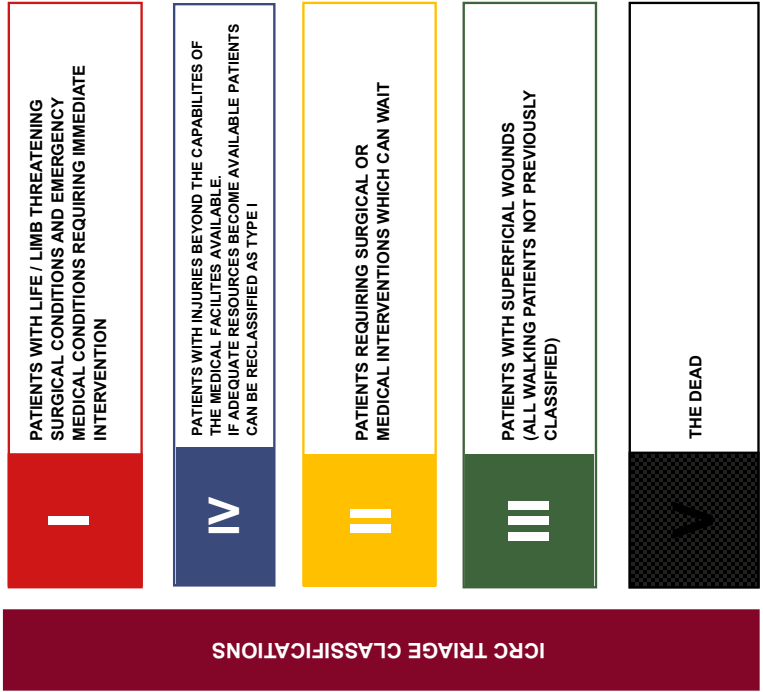 ICRC TRIAGE CLASSIFICATIONS
I
PATIENTS WITH LIFE / LIMB THREATENING
SURGICAL CONDITIONS AND EMERGENCY
MEDICAL CONDITIONS REQUIRING IMMEDIATE
INTERVENTION
IV
PATIENTS WITH INJURIES BEYOND THE CAPABILITES OF
THE MEDICAL FACILITES AVAILABLE.
IF ADEQUATE RESOURCES BECOME AVAILABLE PATIENTS
CAN BE RECLASSIFIED AS TYPE I
II
PATIENTS REQUIRING SURGICAL OR
MEDICAL INTERVENTIONS WHICH CAN WAIT
III
PATIENTS WITH SUPERFICIAL WOUNDS
(ALL WALKING PATIENTS NOT PREVIOUSLY
CLASSIFIED)
V
THE DEAD